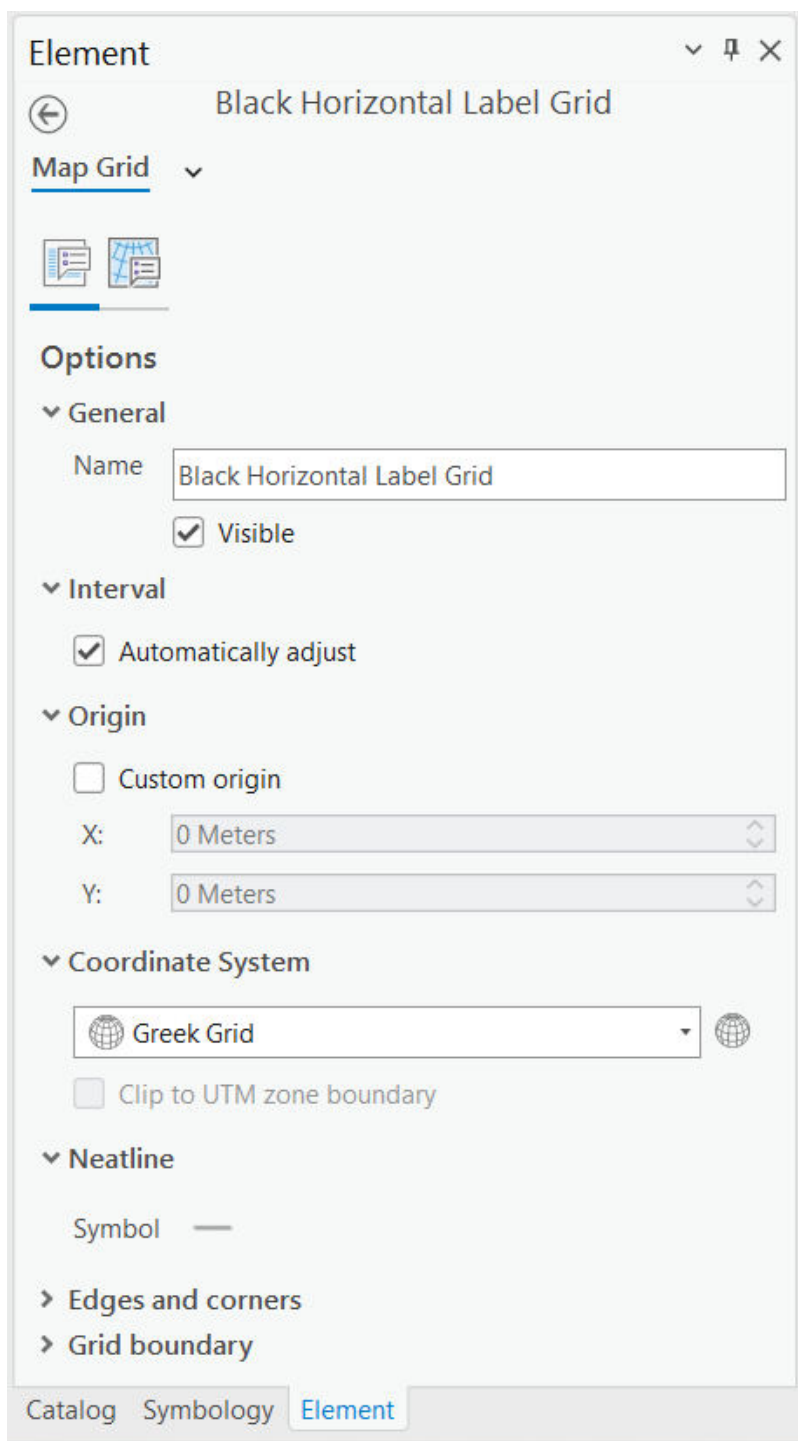 Element
Black Horizontal Label Grid
Map Grid
Options
General
Name Black Horizontal Label Grid
Visible
Interval
Automatically adjust
Origin
Custom origin
X: 0 Meters
Y: 0 Meters
Coordinate System
Greek Grid
Clip to UTM zone boundary
Neatline
Symbol
Edges and corners
Grid boundary
Catalog Symbology Element